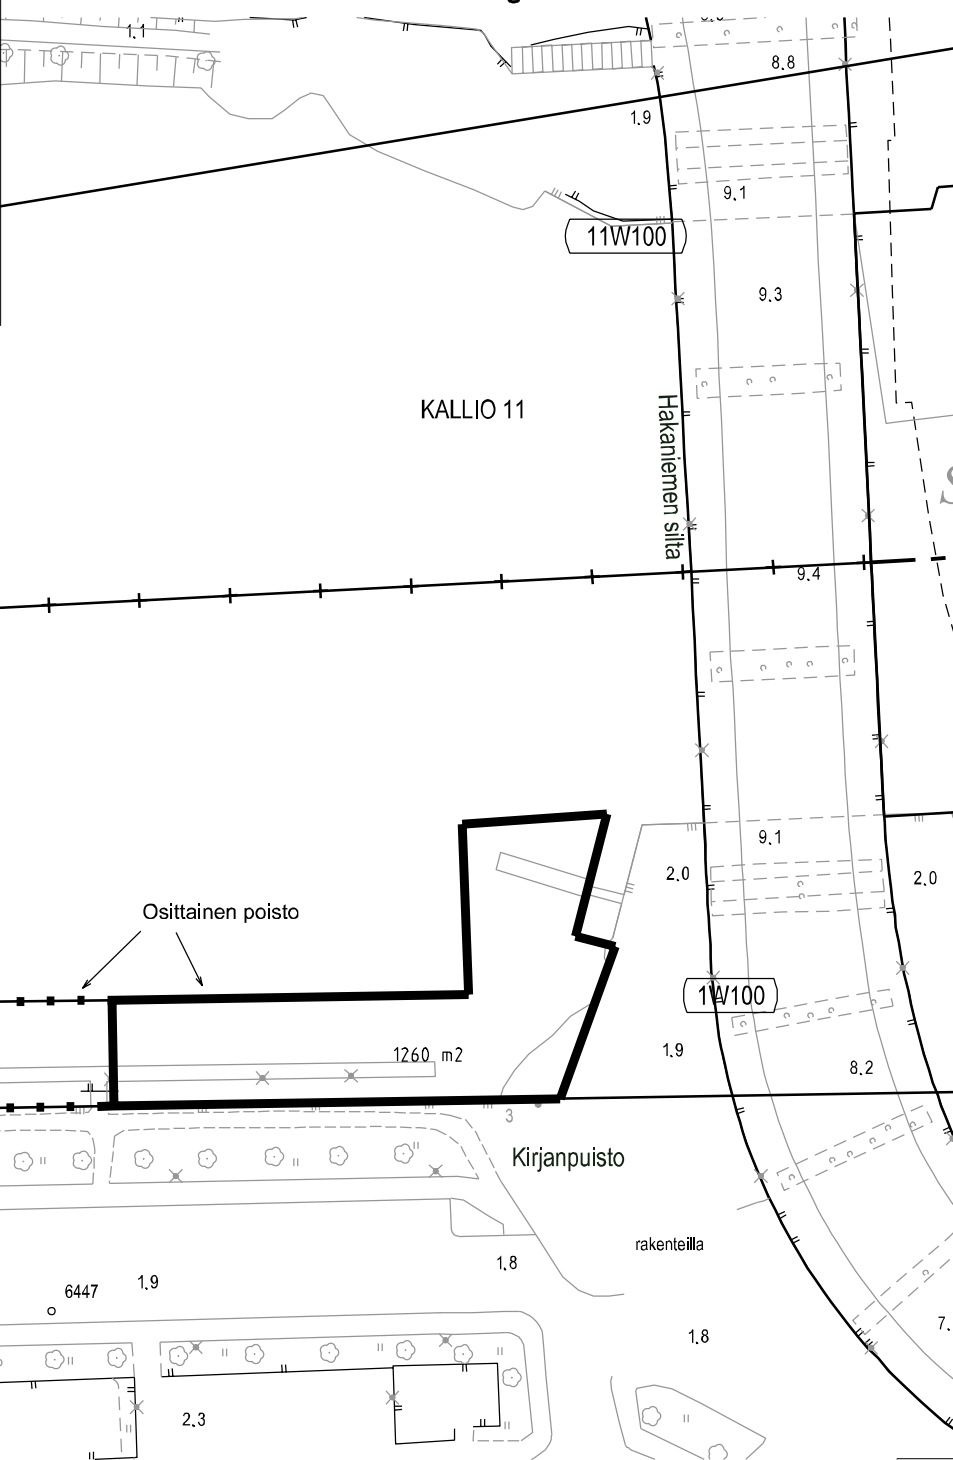 1.1
8.8
1.9
9.1
11W100
9.3
KALLIO 11
Hakaniemen silta
9.4
9.1
2.0
2.0
Osittainen poisto
1W100
1260 m2
1.9
8.2
3
Kirjanpuisto
rakenteilla
1.8
6447
1.9
1.8
7.
2.3